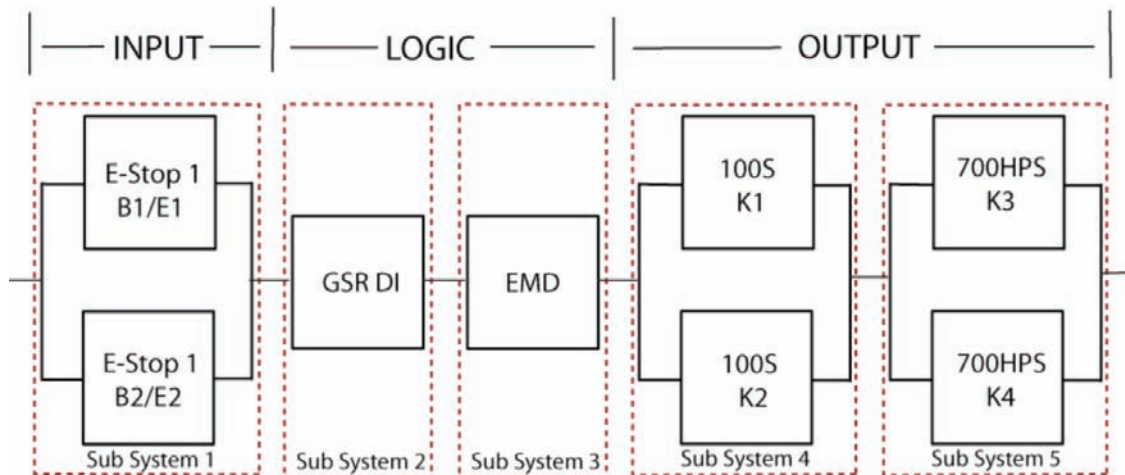 INPUT
LOGIC
OUTPUT
E-Stop 1
B1/E1
E-Stop 1
B2/E2
Sub System 1
GSR DI
Sub System 2
EMD
Sub System 3
100S
K1
100S
K2
Sub System 4
700HPS
K3
700HPS
K4
Sub System 5